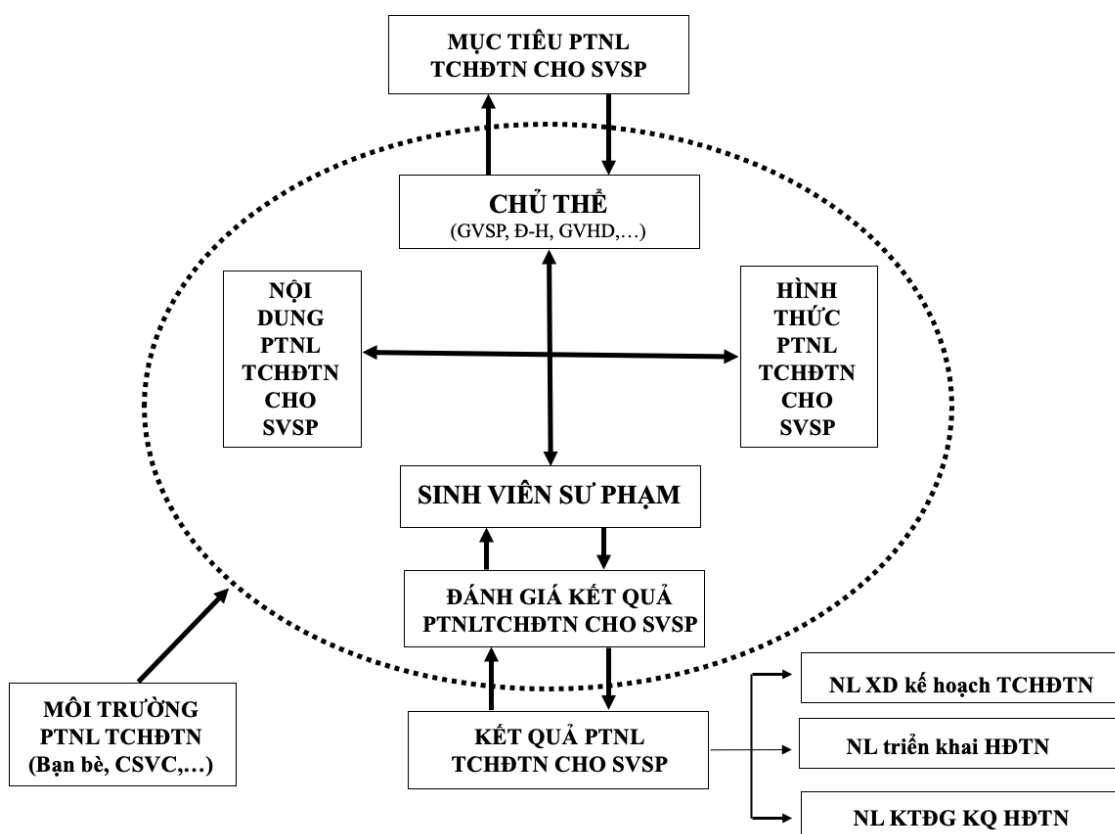 MỤC TIÊU PTNL
TCHĐTN CHO SVSP
CHỦ THỂ
(GVSP, Đ-H, GVHD,…)
NỘI
DUNG
PTNL
TCHĐTN
CHO
SVSP
HÌNH
THỨC
PTNL
TCHĐTN
CHO
SVSP
SINH VIÊN SƯ PHẠM
ĐÁNH GIÁ KẾT QUẢ
PTNLTCHĐTN CHO SVSP
MÔI TRƯỜNG
PTNL TCHĐTN
(Bạn bè, CSVC,…)
KẾT QUẢ PTNL
TCHĐTN CHO SVSP
NL XD kế hoạch TCHĐTN
NL triển khai HĐTN
NL KTĐG KQ HĐTN